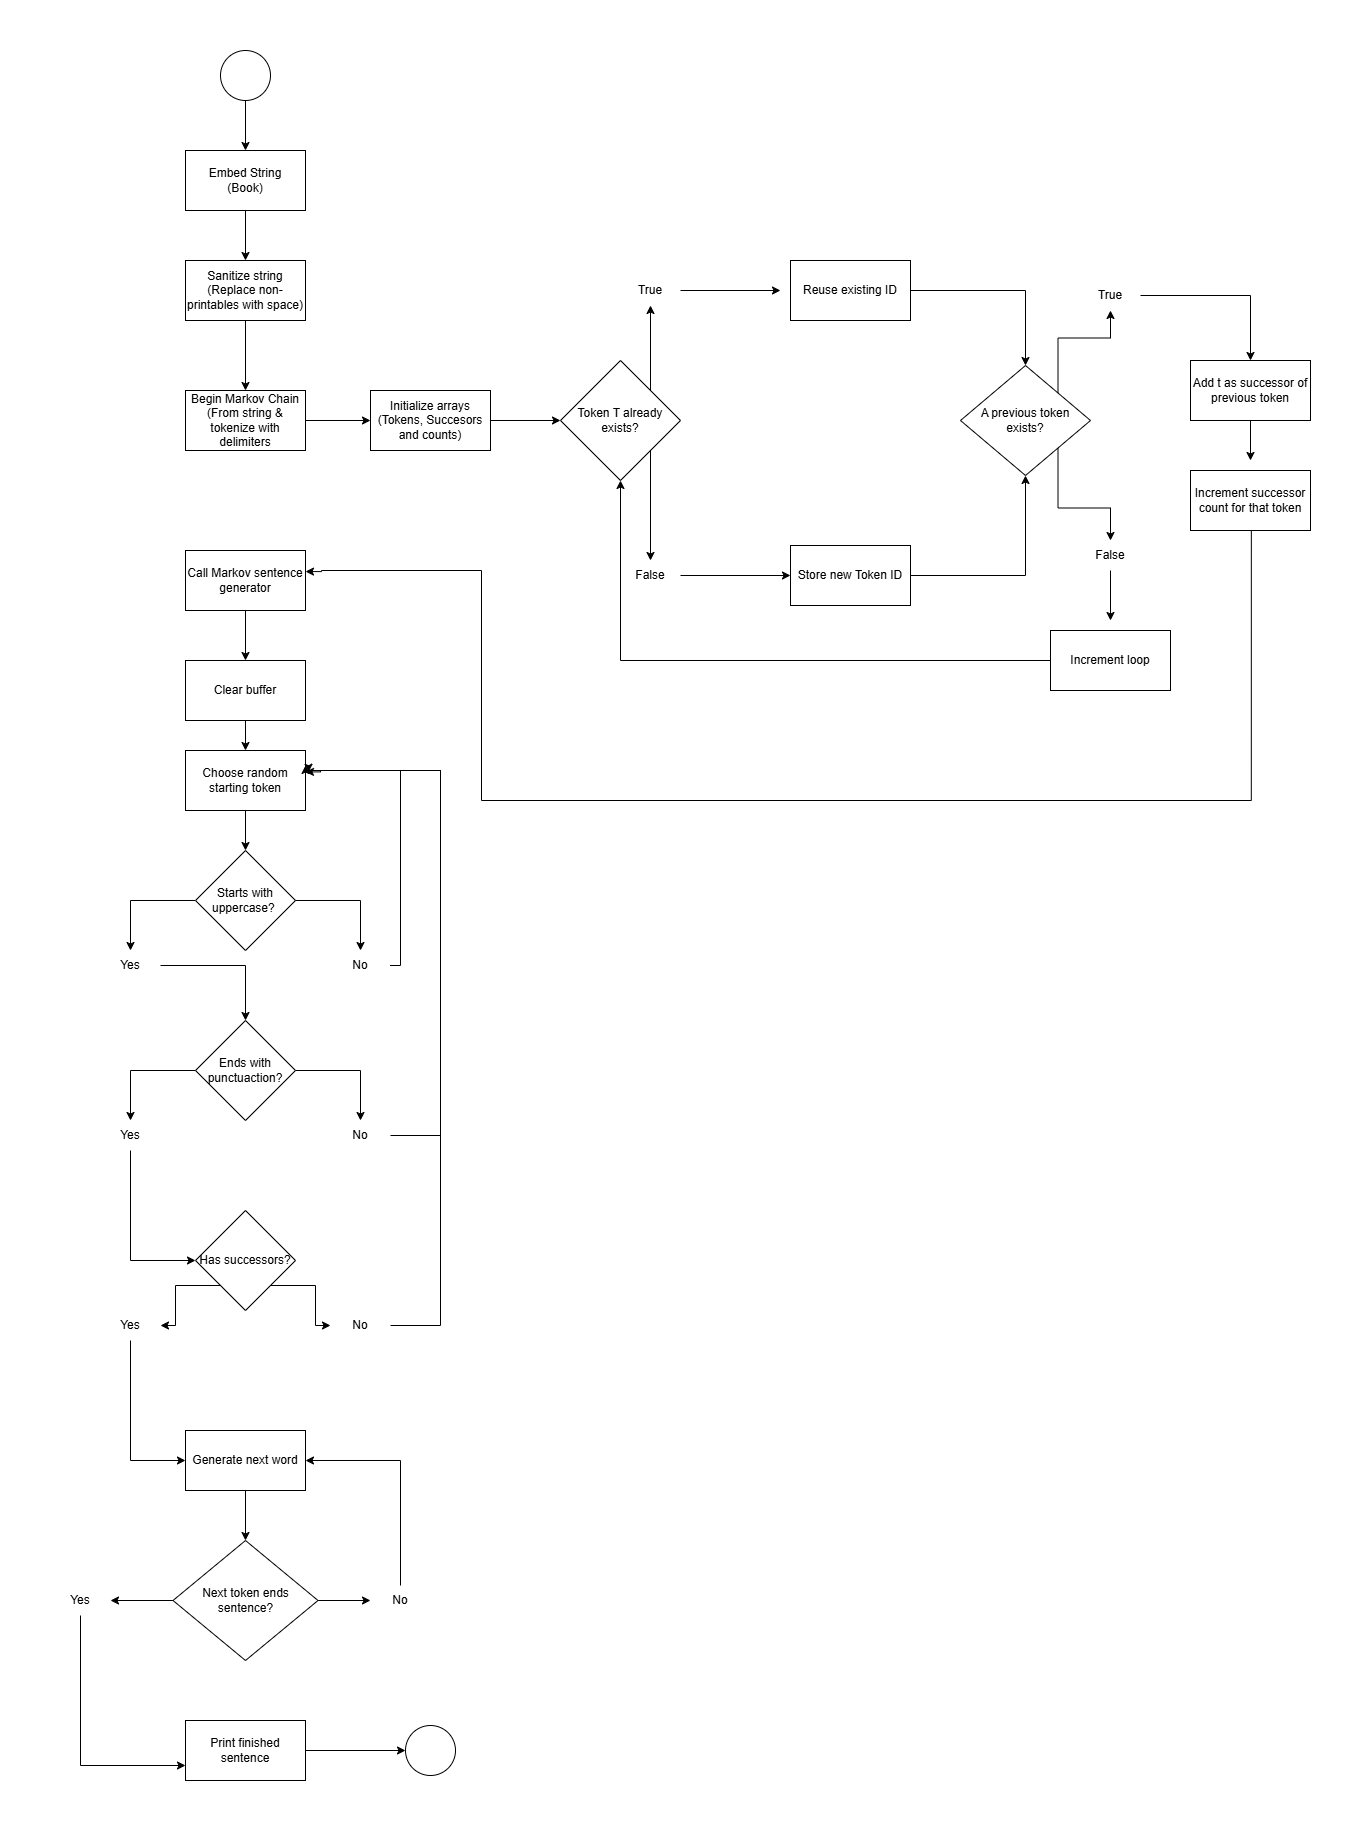 Embed String
(Book)
Sanitize string
(Replace non-
printables with space)
Begin Markov Chain
(From string &
tokenize with
delimiters
Initialize arrays
(Tokens, Succesors
and counts)
Token T already
exists?
True
Reuse existing ID
False
Store new Token ID
A previous token
exists?
True
Add t as successor of
previous token
Increment successor
count for that token
False
Increment loop
Call Markov sentence
generator
Clear buffer
Choose random
starting token
Starts with
uppercase?
Yes
No
Ends with
punctuaction?
Yes
No
Has successors?
Yes
No
Generate next word
Next token ends
sentence?
Yes
No
Print finished
sentence